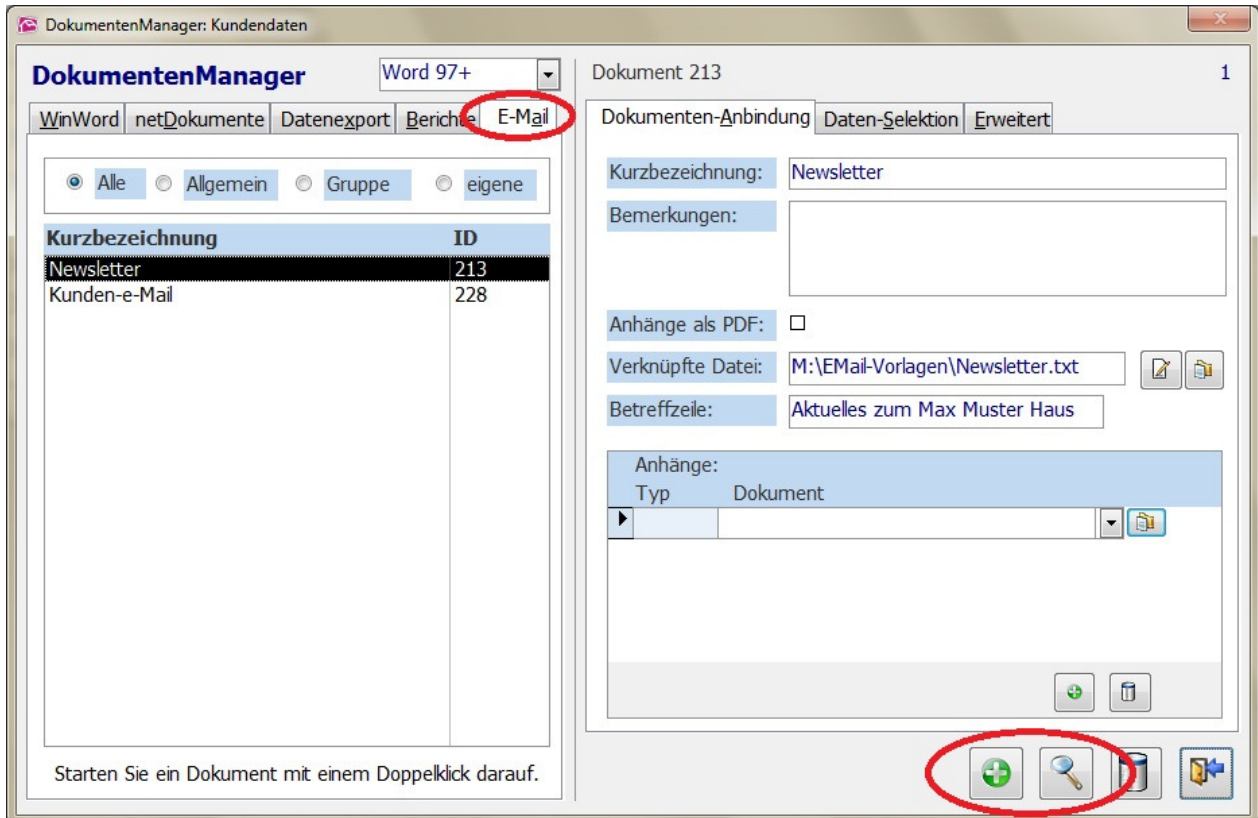 DokumentenManager: Kundendaten
DokumentenManager
Word 97+
WinWord netDokumente Datenexport Berichte E-Mail
Alle Allgemein Gruppe eigene
Kurzbezeichnung ID
Newsletter 213
Kunden-e-Mail 228
Starten Sie ein Dokument mit einem Doppelklick darauf.
Dokument 213 1
Dokumenten-Anbindung Daten-Selektion Erweitert
Kurzbezeichnung: Newsletter
Bemerkungen:
Anhänge als PDF:
Verknüpfte Datei: M:\EMail-Vorlagen\Newsletter.txt
Betreffzeile: Aktuelles zum Max Muster Haus
Anhänge:
Typ Dokument